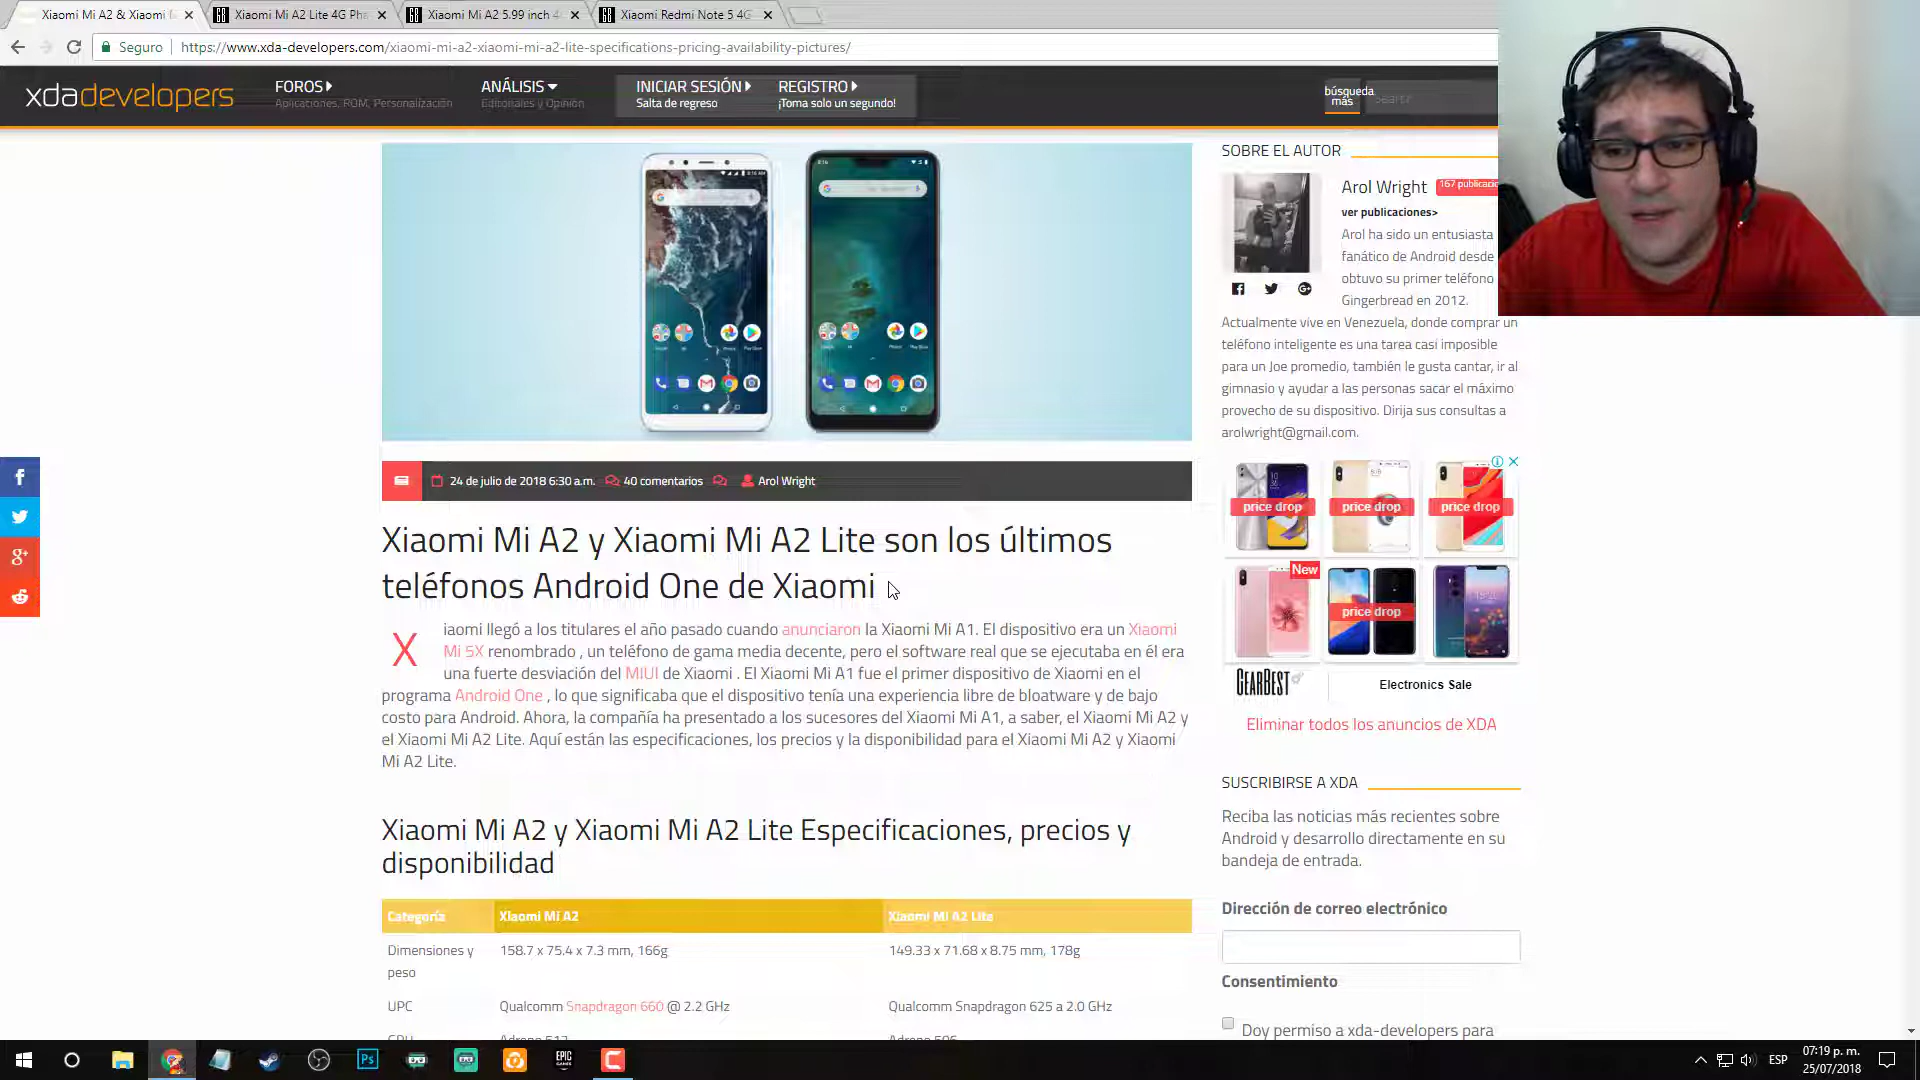 Xiaomi Mi A2 & Xiaomi
Xiaomi Mi A2 Lite 4G Pha
Xiaomi Mi A2 5.99 inch 4
Xiaomi Redmi Note 5 4G
Seguro
https://www.xda-developers.com/xiaomi-mi-a2-xiaomi-mi-a2-lite-specifications-pricing-availability-pictures/
xdadevelopers
FOROS
Aplicaciones, ROM, Personalización
ANÁLISIS
Editoriales y Opinión
INICIAR SESIÓN
Salta de regreso
REGISTRO
¡Toma solo un segundo!
búsqueda
más
Search
SOBRE EL AUTOR
Arol Wright
167 publicacio
ver publicaciones>
Arol ha sido un entusiasta
fanático de Android desde
obtuvo su primer teléfono
Gingerbread en 2012.
Actualmente vive en Venezuela, donde comprar un
teléfono inteligente es una tarea casi imposible
para un Joe promedio, también le gusta cantar, ir al
gimnasio y ayudar a las personas sacar el máximo
provecho de su dispositivo. Dirija sus consultas a
arolwright@gmail.com.
24 de julio de 2018 6:30 a.m.
40 comentarios
Arol Wright
Xiaomi Mi A2 y Xiaomi Mi A2 Lite son los últimos
teléfonos Android One de Xiaomi
Xiaomi llegó a los titulares el año pasado cuando anunciaron la Xiaomi Mi A1. El dispositivo era un Xiaomi
Mi 5X renombrado , un teléfono de gama media decente, pero el software real que se ejecutaba en él era
una fuerte desviación del MIUI de Xiaomi . El Xiaomi Mi A1 fue el primer dispositivo de Xiaomi en el
programa Android One , lo que significaba que el dispositivo tenía una experiencia libre de bloatware y de bajo
costo para Android. Ahora, la compañía ha presentado a los sucesores del Xiaomi Mi A1, a saber, el Xiaomi Mi A2 y
el Xiaomi Mi A2 Lite. Aquí están las especificaciones, los precios y la disponibilidad para el Xiaomi Mi A2 y Xiaomi
Mi A2 Lite.
Xiaomi Mi A2 y Xiaomi Mi A2 Lite Especificaciones, precios y
disponibilidad
Categoría
Xiaomi Mi A2
Xiaomi Mi A2 Lite
Dimensiones y
peso
158.7 x 75.4 x 7.3 mm, 166g
149.33 x 71.68 x 8.75 mm, 178g
UPC
Qualcomm Snapdragon 660 @ 2.2 GHz
Qualcomm Snapdragon 625 a 2.0 GHz
price drop
price drop
price drop
New
price drop
GEARBEST
Electronics Sale
Eliminar todos los anuncios de XDA
SUSCRIBIRSE A XDA
Reciba las noticias más recientes sobre
Android y desarrollo directamente en su
bandeja de entrada.
Dirección de correo electrónico
Consentimiento
Doy permiso a xda-developers para
Ps
EPIC
GAMES
ESP
07:19 p. m.
25/07/2018